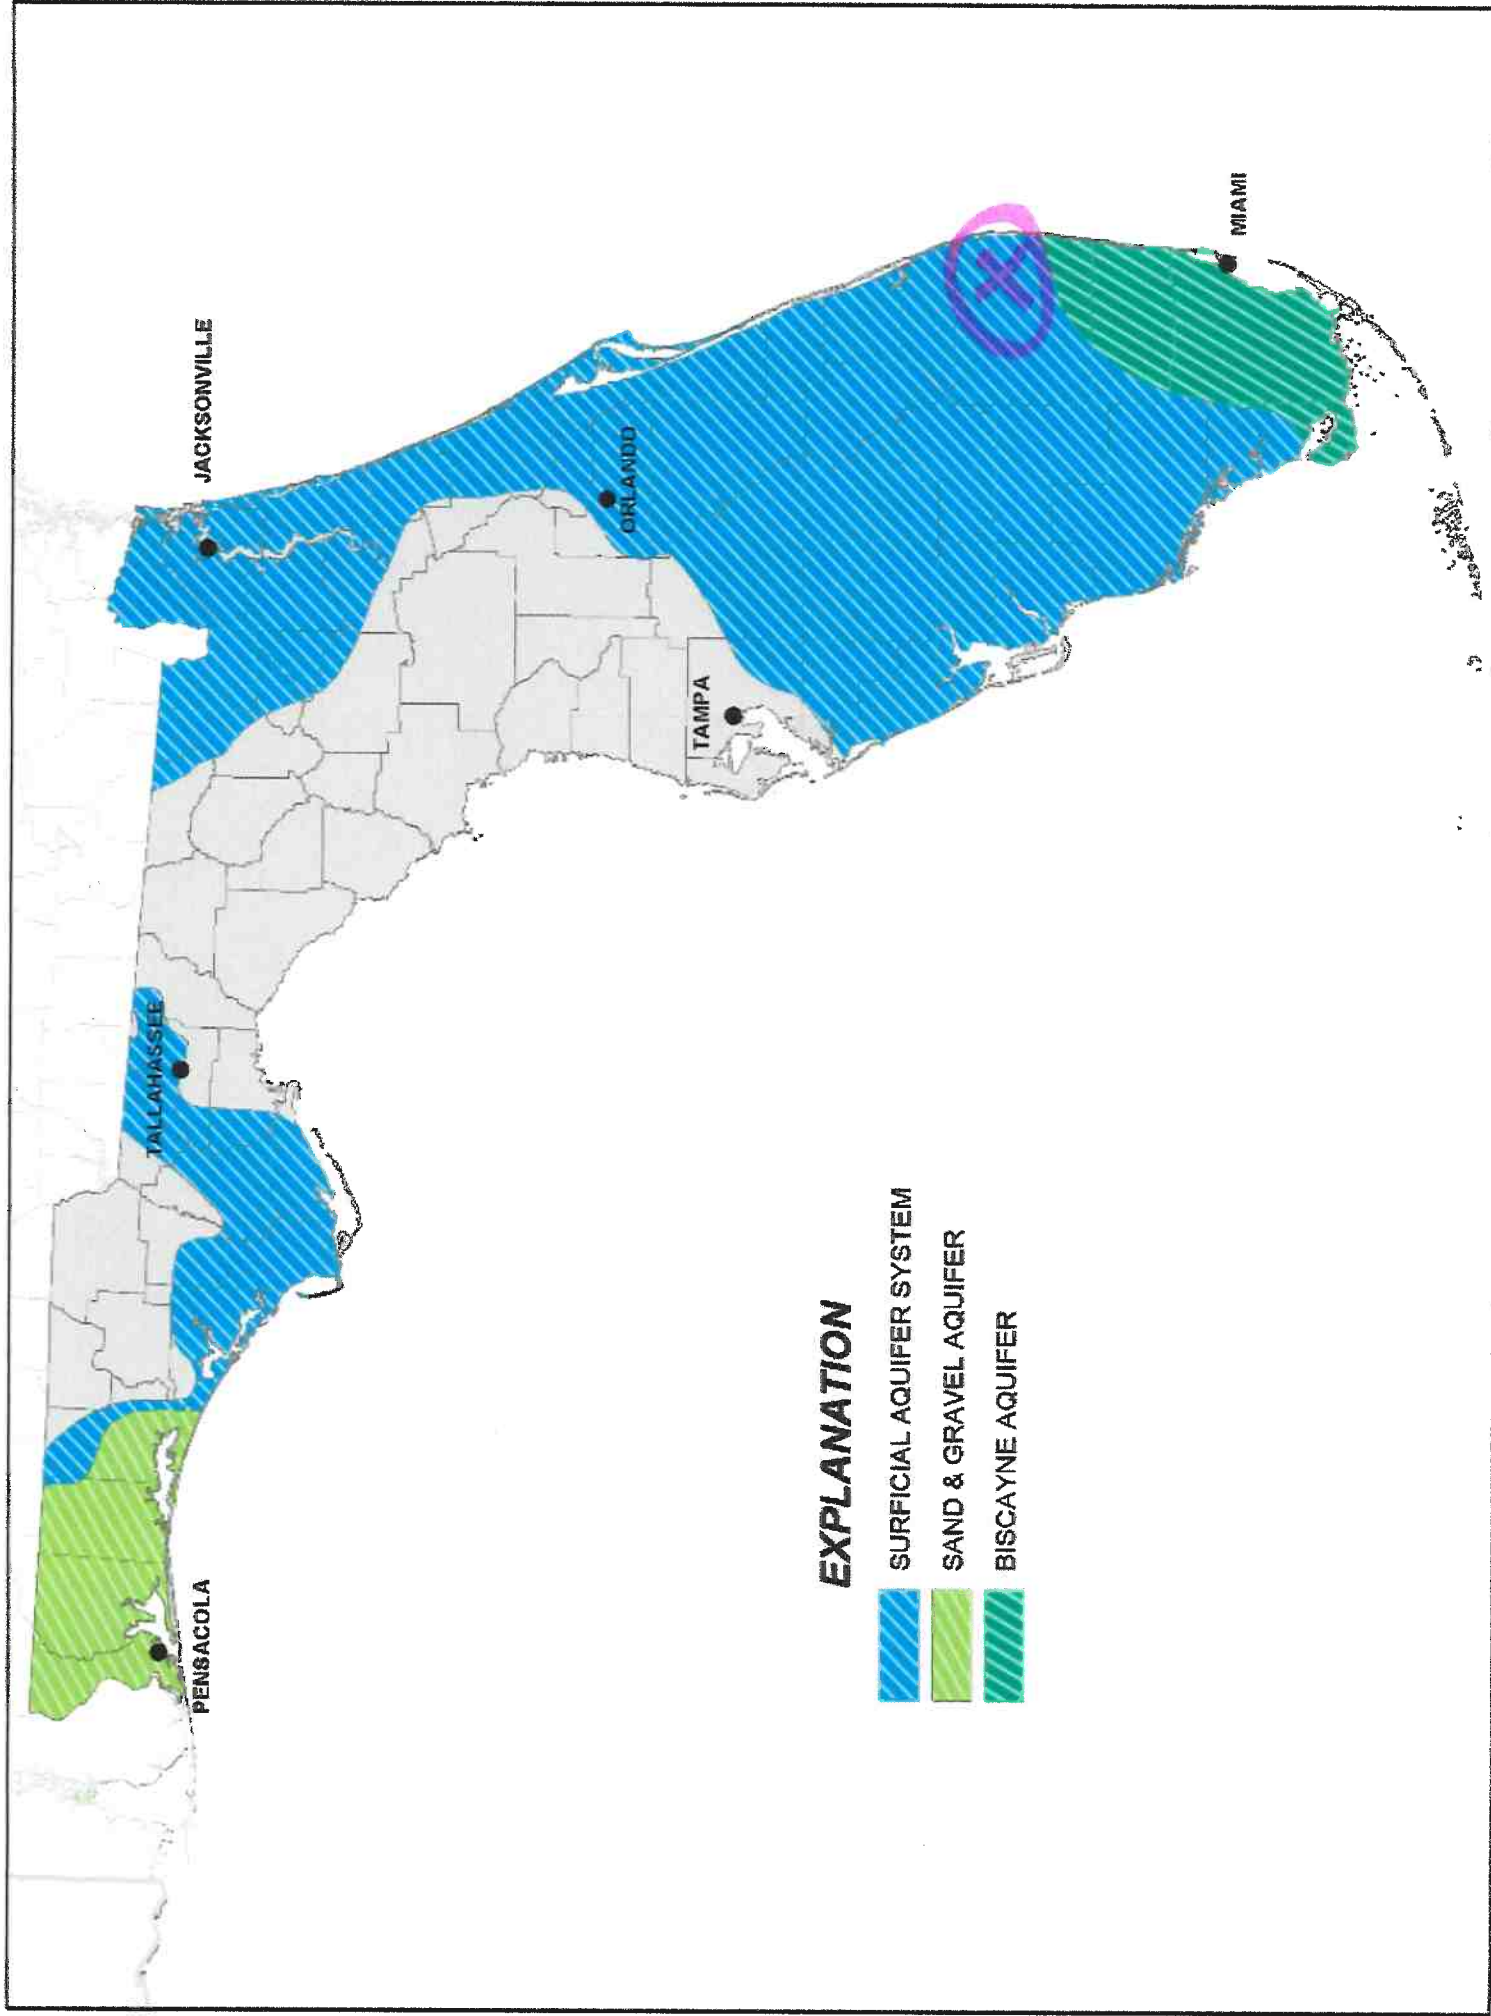 JACKSONVILLE
TALLAHASSEE
PENSACOLA
ORLANDO
TAMPA
MIAMI
EXPLANATION
SURFICIAL AQUIFER SYSTEM
SAND & GRAVEL AQUIFER
BISCAYNE AQUIFER
X